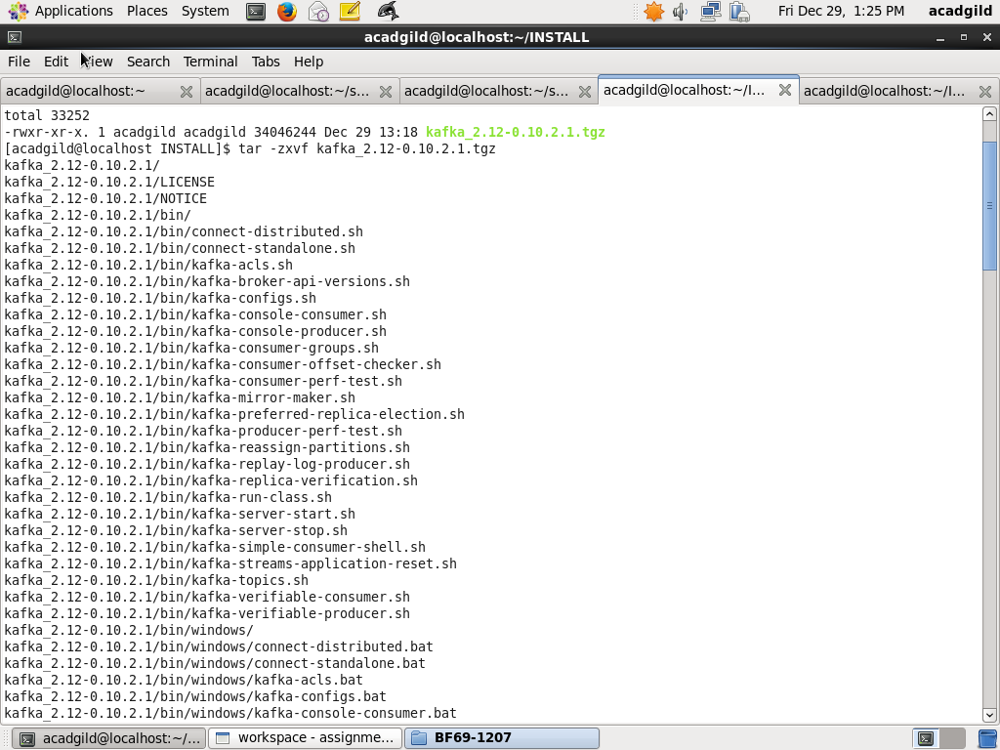 Applications Places System Fri Dec 29, 1:25 PM acadgild
acadgild@localhost:~/INSTALL
File Edit View Search Terminal Tabs Help
acadgild@localhost:~ acadgild@localhost:~/s... acadgild@localhost:~/s... acadgild@localhost:~/I... acadgild@localhost:~/I...
total 33252
-rwxr-xr-x. 1 acadgild acadgild 34046244 Dec 29 13:18 kafka_2.12-0.10.2.1.tgz
[acadgild@localhost INSTALL]$ tar -zxvf kafka_2.12-0.10.2.1.tgz
kafka_2.12-0.10.2.1/
kafka_2.12-0.10.2.1/LICENSE
kafka_2.12-0.10.2.1/NOTICE
kafka_2.12-0.10.2.1/bin/
kafka_2.12-0.10.2.1/bin/connect-distributed.sh
kafka_2.12-0.10.2.1/bin/connect-standalone.sh
kafka_2.12-0.10.2.1/bin/kafka-acls.sh
kafka_2.12-0.10.2.1/bin/kafka-broker-api-versions.sh
kafka_2.12-0.10.2.1/bin/kafka-configs.sh
kafka_2.12-0.10.2.1/bin/kafka-console-consumer.sh
kafka_2.12-0.10.2.1/bin/kafka-console-producer.sh
kafka_2.12-0.10.2.1/bin/kafka-consumer-groups.sh
kafka_2.12-0.10.2.1/bin/kafka-consumer-offset-checker.sh
kafka_2.12-0.10.2.1/bin/kafka-consumer-perf-test.sh
kafka_2.12-0.10.2.1/bin/kafka-mirror-maker.sh
kafka_2.12-0.10.2.1/bin/kafka-preferred-replica-election.sh
kafka_2.12-0.10.2.1/bin/kafka-producer-perf-test.sh
kafka_2.12-0.10.2.1/bin/kafka-reassign-partitions.sh
kafka_2.12-0.10.2.1/bin/kafka-replay-log-producer.sh
kafka_2.12-0.10.2.1/bin/kafka-replica-verification.sh
kafka_2.12-0.10.2.1/bin/kafka-run-class.sh
kafka_2.12-0.10.2.1/bin/kafka-server-start.sh
kafka_2.12-0.10.2.1/bin/kafka-server-stop.sh
kafka_2.12-0.10.2.1/bin/kafka-simple-consumer-shell.sh
kafka_2.12-0.10.2.1/bin/kafka-streams-application-reset.sh
kafka_2.12-0.10.2.1/bin/kafka-topics.sh
kafka_2.12-0.10.2.1/bin/kafka-verifiable-consumer.sh
kafka_2.12-0.10.2.1/bin/kafka-verifiable-producer.sh
kafka_2.12-0.10.2.1/bin/windows/
kafka_2.12-0.10.2.1/bin/windows/connect-distributed.bat
kafka_2.12-0.10.2.1/bin/windows/connect-standalone.bat
kafka_2.12-0.10.2.1/bin/windows/kafka-acls.bat
kafka_2.12-0.10.2.1/bin/windows/kafka-configs.bat
kafka_2.12-0.10.2.1/bin/windows/kafka-console-consumer.bat
acadgild@localhost:~/... workspace - assignme... BF69-1207